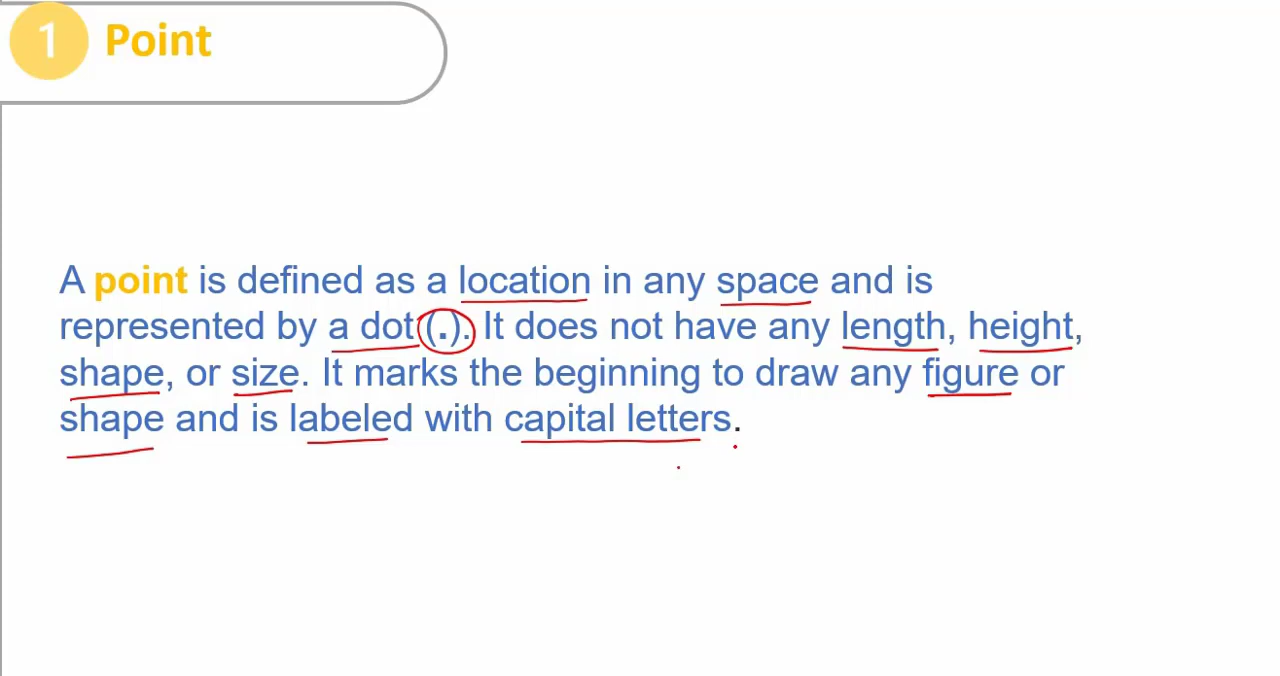 1 Point
A point is defined as a location in any space and is
represented by a dot (.). It does not have any length, height,
shape, or size. It marks the beginning to draw any figure or
shape and is labeled with capital letters.